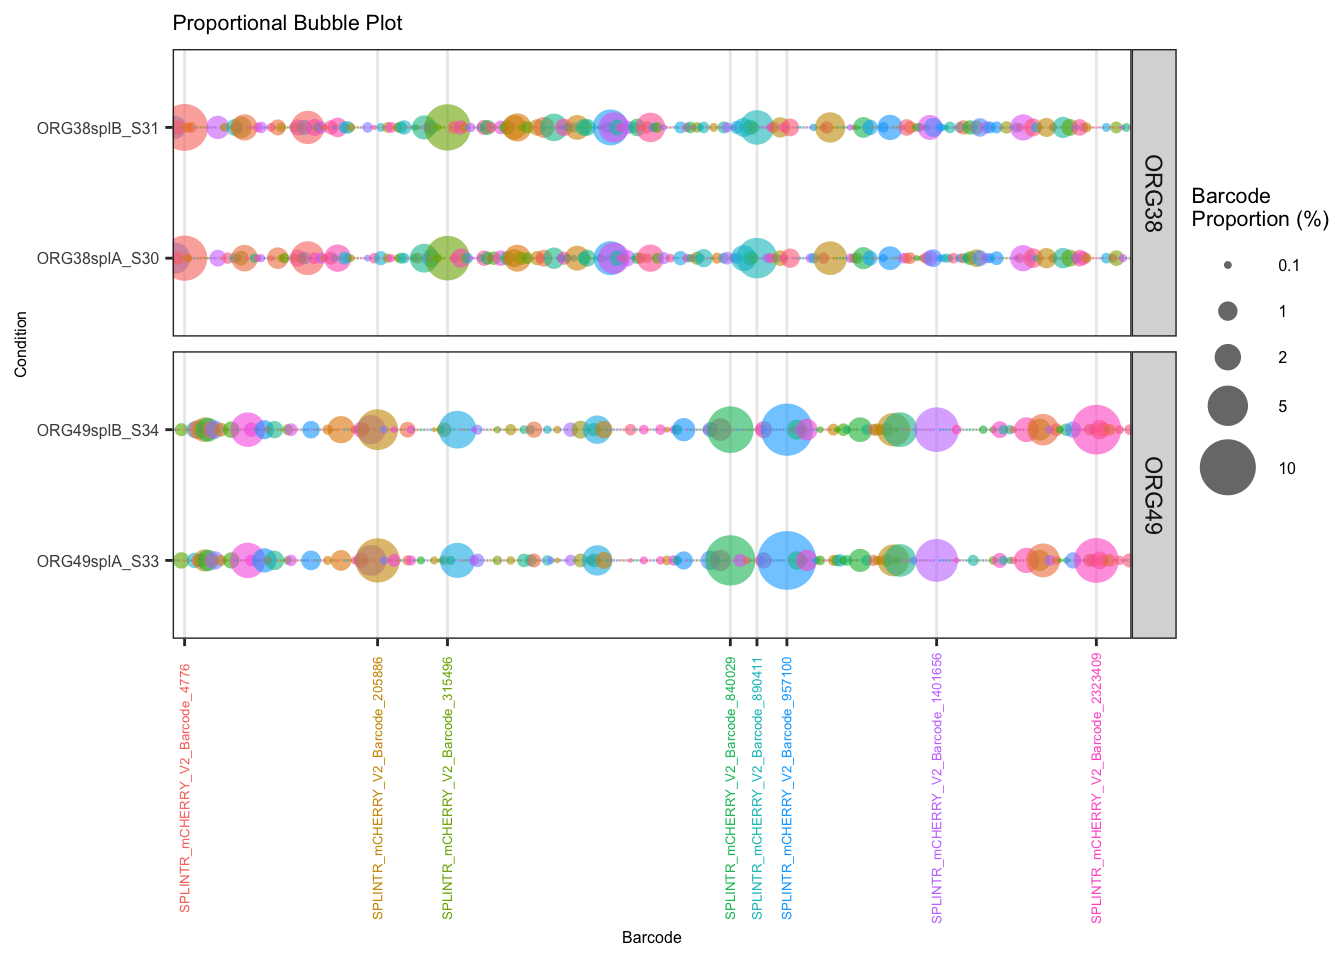 Proportional Bubble Plot
ORG38splB_S31
ORG38splA_S30
ORG38
ORG49splB_S34
ORG49splA_S33
ORG49
Condition
SPLINTR_mCHERRY_V2_Barcode_4776
SPLINTR_mCHERRY_V2_Barcode_205886
SPLINTR_mCHERRY_V2_Barcode_315496
SPLINTR_mCHERRY_V2_Barcode_840029
SPLINTR_mCHERRY_V2_Barcode_890411
SPLINTR_mCHERRY_V2_Barcode_957100
SPLINTR_mCHERRY_V2_Barcode_1401656
SPLINTR_mCHERRY_V2_Barcode_2323409
Barcode
Barcode
Proportion (%)
0.1
1
2
5
10